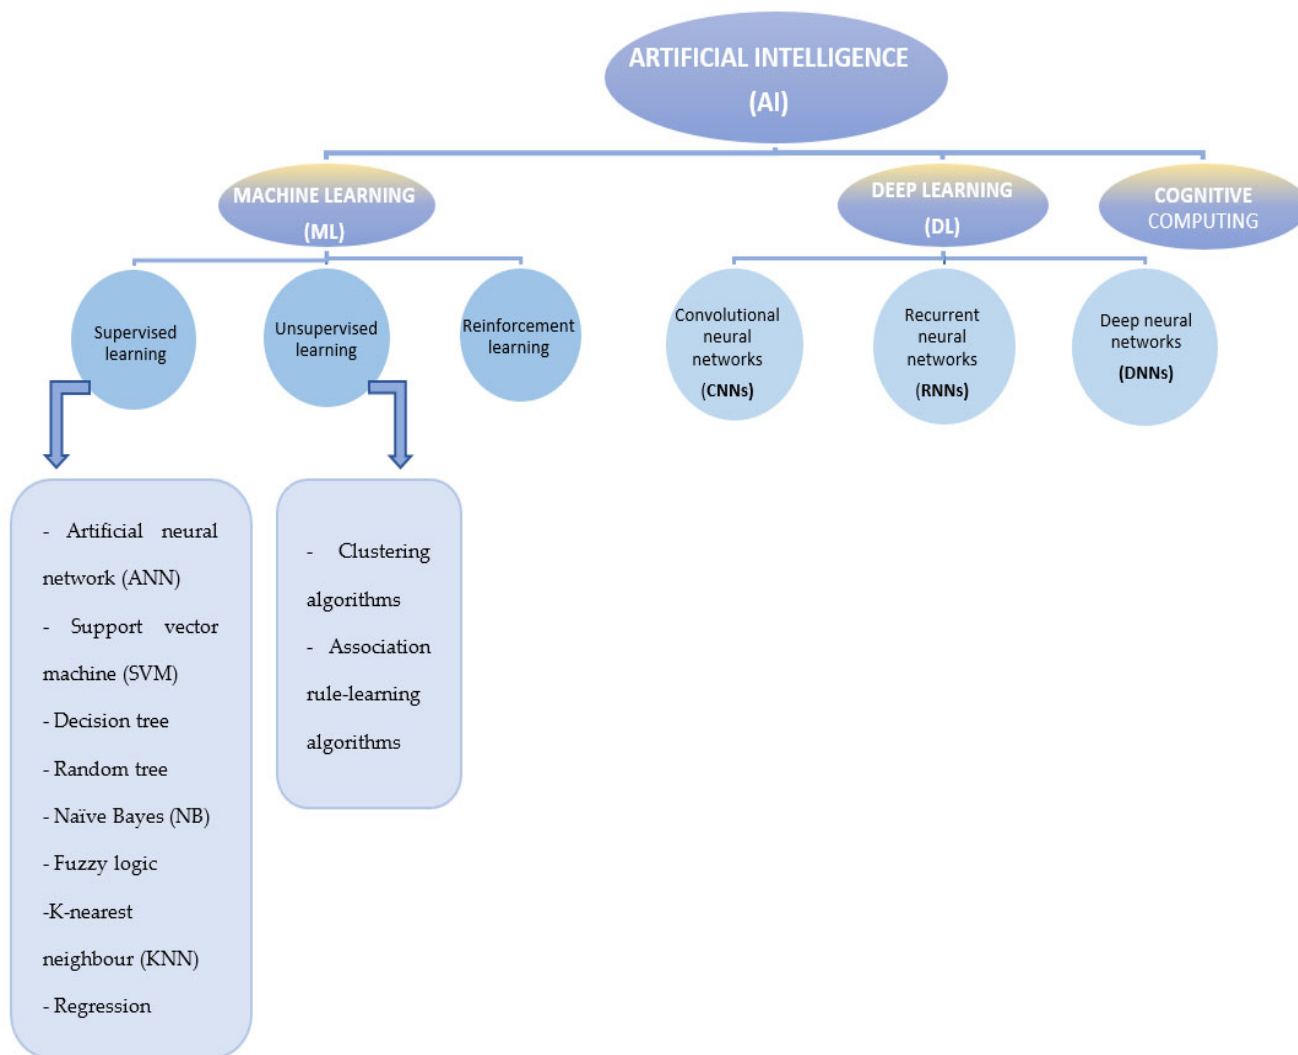 ARTIFICIAL INTELLIGENCE
(AI)
MACHINE LEARNING
(ML)
DEEP LEARNING
(DL)
COGNITIVE
COMPUTING
Supervised
learning
Unsupervised
learning
Reinforcement
learning
Convolutional
neural
networks
(CNNs)
Recurrent
neural
networks
(RNNs)
Deep neural
networks
(DNNs)
- Artificial neural
network (ANN)
- Support vector
machine (SVM)
- Decision tree
- Random tree
- Naïve Bayes (NB)
- Fuzzy logic
-K-nearest
neighbour (KNN)
- Regression
- Clustering
algorithms
- Association
rule-learning
algorithms